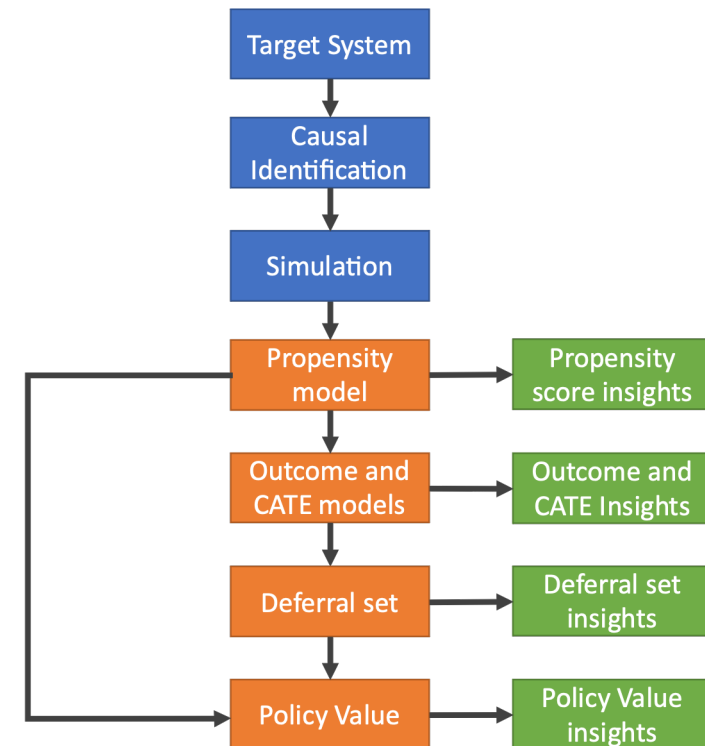 Target System
Causal
Identification
Simulation
Propensity
model
Propensity
score insights
Outcome and
CATE models
Outcome and
CATE Insights
Deferral set
Deferral set
insights
Policy Value
Policy Value
insights